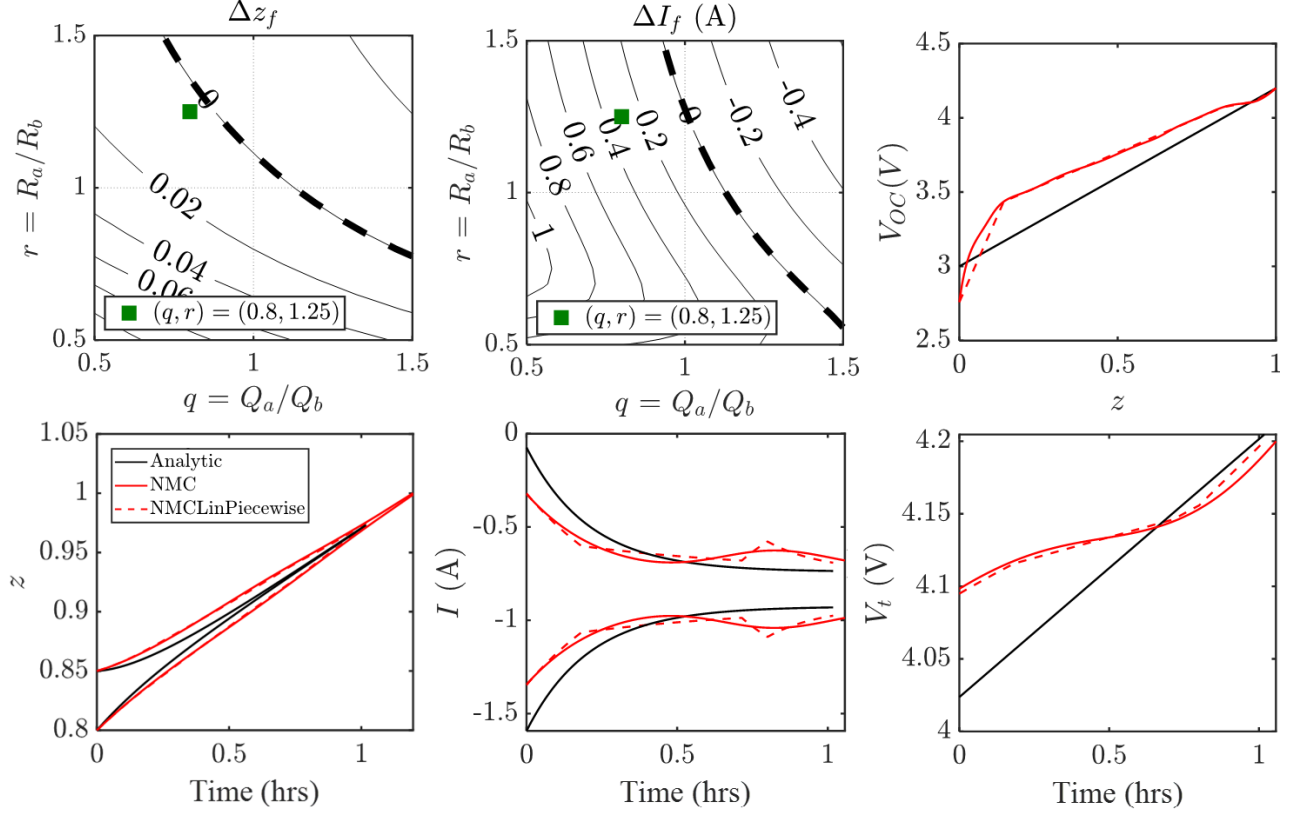 Δz_f
1.5
1
0.5
r = R_a/R_b
0
0.02
0.04
0.06
(q, r) = (0.8, 1.25)
0.5
1
1.5
q = Q_a/Q_b
ΔI_f (A)
1.5
1
0.5
r = R_a/R_b
1
0.8
0.6
0.4
0.2
0
-0.2
-0.4
(q, r) = (0.8, 1.25)
0.5
1
1.5
q = Q_a/Q_b
4.5
4
3.5
3
2.5
V_OC(V)
0
0.5
1
z
1.05
1
0.95
0.9
0.85
0.8
z
Analytic
NMC
NMCLinPiecewise
0
0.5
1
Time (hrs)
0
-0.5
-1
-1.5
I (A)
0
0.5
1
Time (hrs)
4.2
4.15
4.1
4.05
4
V_t (V)
0
0.5
1
Time (hrs)